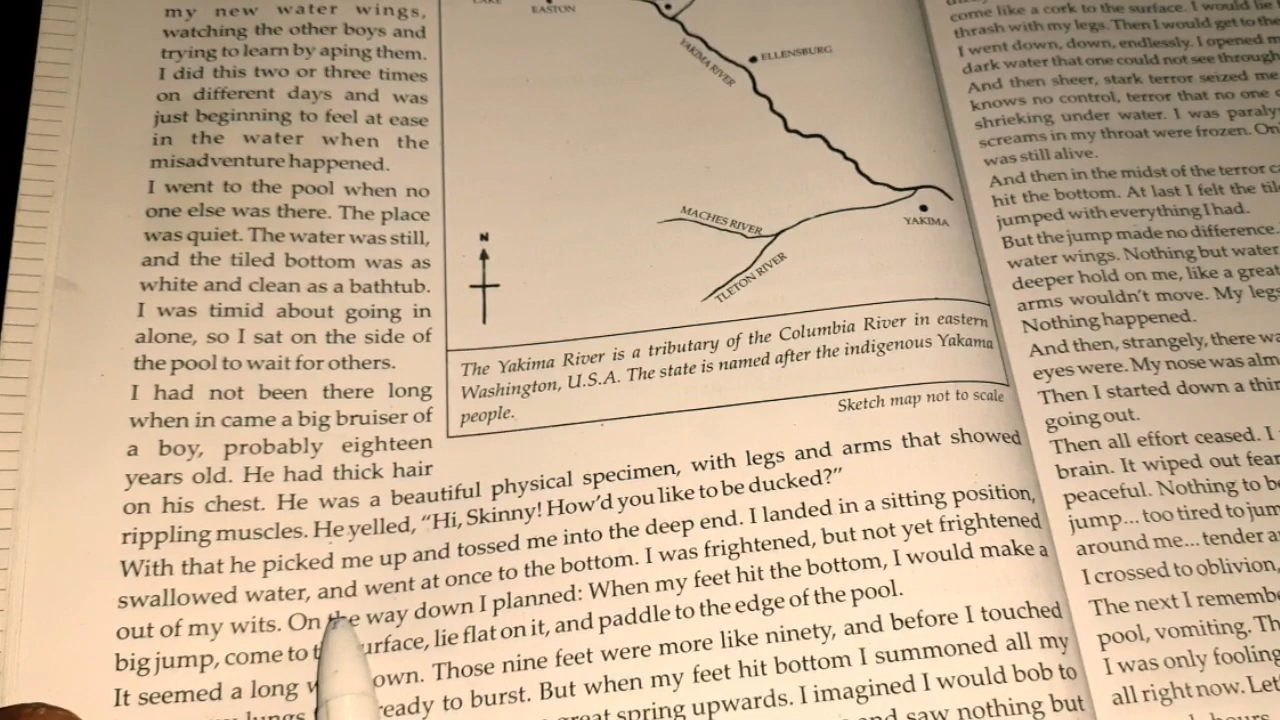 my new water wings,
watching the other boys and
trying to learn by aping them.
I did this two or three times
on different days and was
just beginning to feel at ease
in the water when the
misadventure happened.
I went to the pool when no
one else was there. The place
was quiet. The water was still,
and the tiled bottom was as
white and clean as a bathtub.
I was timid about going in
alone, so I sat on the side of
the pool to wait for others.
I had not been there long
when in came a big bruiser of
a boy, probably eighteen
years old. He had thick hair
on his chest. He was a beautiful physical specimen, with legs and arms that showed
rippling muscles. He yelled, “Hi, Skinny! How’d you like to be ducked?”
With that he picked me up and tossed me into the deep end. I landed in a sitting position,
swallowed water, and went at once to the bottom. I was frightened, but not yet frightened
out of my wits. On the way down I planned: When my feet hit the bottom, I would make a
big jump, come to surface, lie flat on it, and paddle to the edge of the pool.
It seemed a long own. Those nine feet were more like ninety, and before I touched
lungs ready to burst. But when my feet hit bottom I summoned all my
great spring upwards. I imagined I would bob to
and saw nothing but
EASTON
YAKIMA RIVER
ELLENSBURG
YAKIMA
MACHES RIVER
TLETON RIVER
N
The Yakima River is a tributary of the Columbia River in eastern
Washington, U.S.A. The state is named after the indigenous Yakama
people.
Sketch map not to scale
come like a cork to the surface. I would lie
thrash with my legs. Then I would get to the
I went down, down, endlessly. I opened
dark water that one could not see through
And then sheer, stark terror seized me
knows no control, terror that no one
shrieking under water. I was paraly
screams in my throat were frozen. On
was still alive.
And then in the midst of the terror
hit the bottom. At last I felt the til
jumped with everything I had.
But the jump made no difference.
water wings. Nothing but water
deeper hold on me, like a great
arms wouldn’t move. My legs
Nothing happened.
And then, strangely, there wa
eyes were. My nose was alm
Then I started down a thir
going out.
Then all effort ceased. I
brain. It wiped out fear
peaceful. Nothing to be
jump... too tired to jum
around me... tender a
I crossed to oblivion,
The next I rememb
pool, vomiting. Th
I was only fooling
all right now. Let
hours